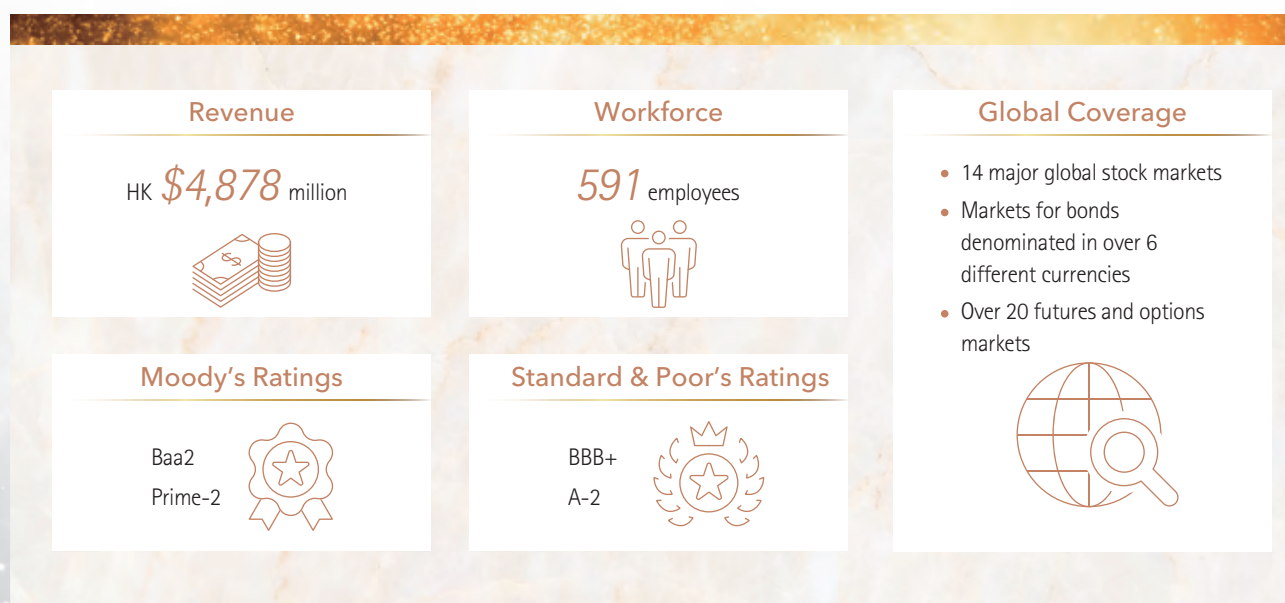 Revenue
HK $4,878 million
Workforce
591 employees
Global Coverage
• 14 major global stock markets
• Markets for bonds
denominated in over 6
different currencies
• Over 20 futures and options
markets
Moody's Ratings
Baa2
Prime-2
Standard & Poor's Ratings
BBB+
A-2